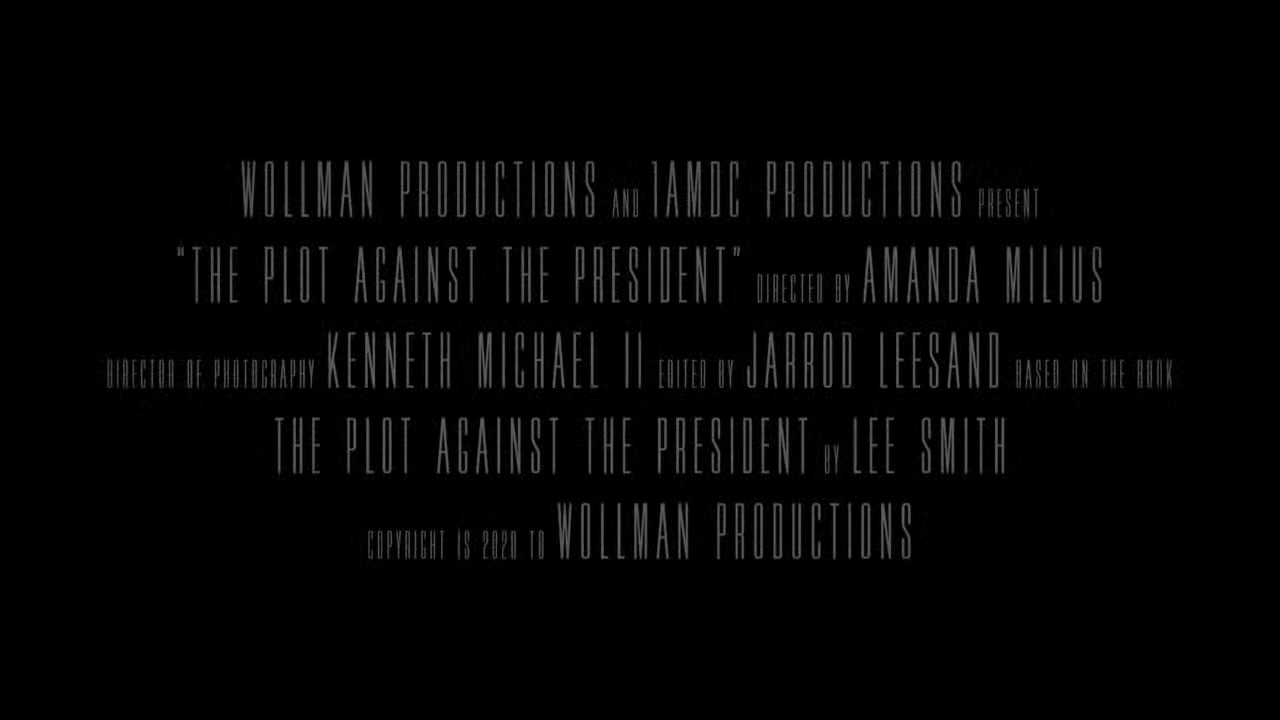 WOLLMAN PRODUCTIONS AND 1AMDC PRODUCTIONS PRESENT
"THE PLOT AGAINST THE PRESIDENT" DIRECTED BY AMANDA MILIUS
DIRECTOR OF PHOTOGRAPHY KENNETH MICHAEL II EDITED BY JARROD LEESAND BASED ON THE BOOK
THE PLOT AGAINST THE PRESIDENT BY LEE SMITH
COPYRIGHT IS 2020 TO WOLLMAN PRODUCTIONS